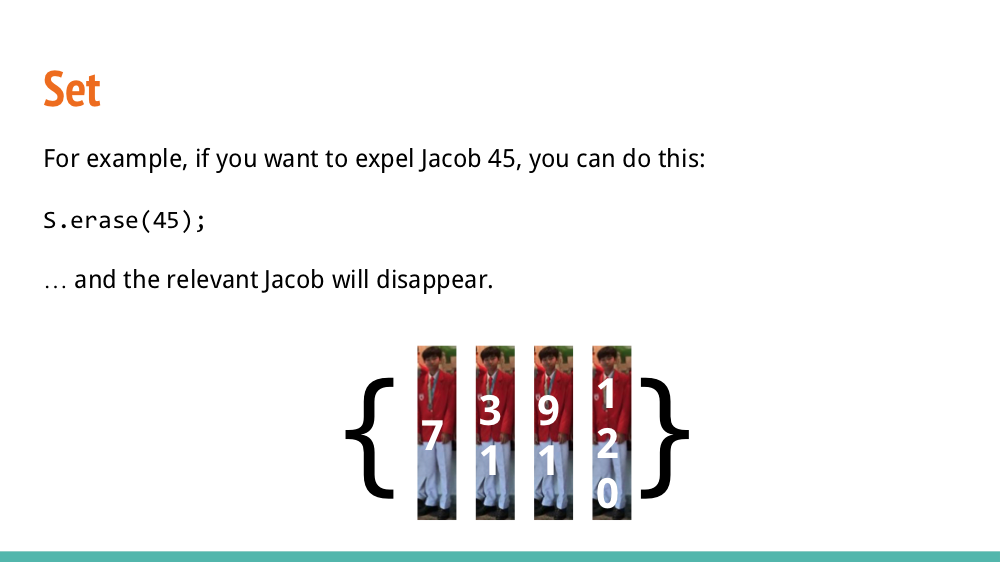 Set
For example, if you want to expel Jacob 45, you can do this:
S.erase(45);
… and the relevant Jacob will disappear.
{ 7 31 91 120 }